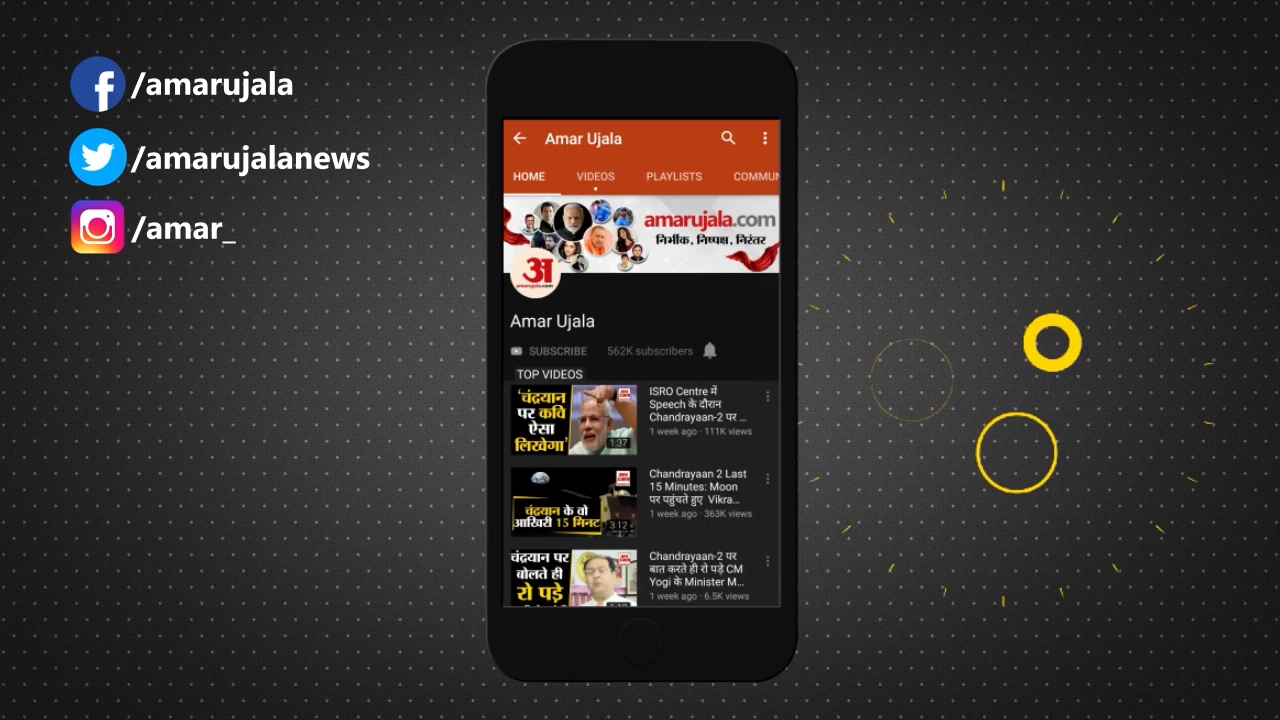 /amarujala
/amarujalanews
/amar_
Amar Ujala
HOME VIDEOS PLAYLISTS COMMUN
amarujala.com
निर्भीक, निष्पक्ष, निरंतर
अ
amarujala.com
Amar Ujala
SUBSCRIBE 562K subscribers
TOP VIDEOS
'चंद्रयान
पर कवि
ऐसा
लिखेगा'
1:37
ISRO Centre में
Speech के दौरान
Chandrayaan-2 पर ...
1 week ago · 111K views
चंद्रयान के वो
आखिरी 15 मिनट
3:12
Chandrayaan 2 Last
15 Minutes: Moon
पर पहुंचते हुए Vikra...
1 week ago · 363K views
चंद्रयान पर
बोलते ही
रो पड़े
Chandrayaan-2 पर
बात करते ही रो पड़े CM
Yogi के Minister M...
1 week ago · 6.5K views